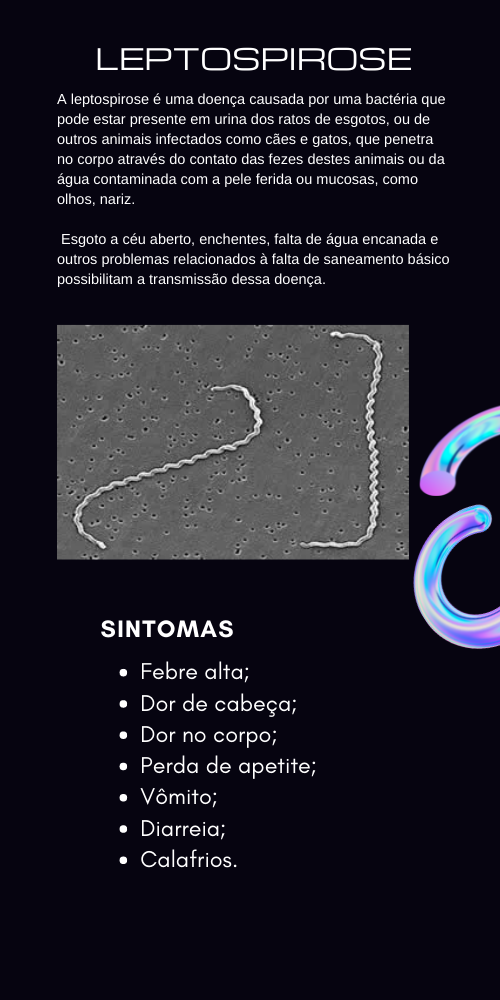 LEPTOSPIROSE
A leptospirose é uma doença causada por uma bactéria que
pode estar presente em urina dos ratos de esgotos, ou de
outros animais infectados como cães e gatos, que penetra
no corpo através do contato das fezes destes animais ou da
água contaminada com a pele ferida ou mucosas, como
olhos, nariz.
Esgoto a céu aberto, enchentes, falta de água encanada e
outros problemas relacionados à falta de saneamento básico
possibilitam a transmissão dessa doença.
SINTOMAS
• Febre alta;
• Dor de cabeça;
• Dor no corpo;
• Perda de apetite;
• Vômito;
• Diarreia;
• Calafrios.